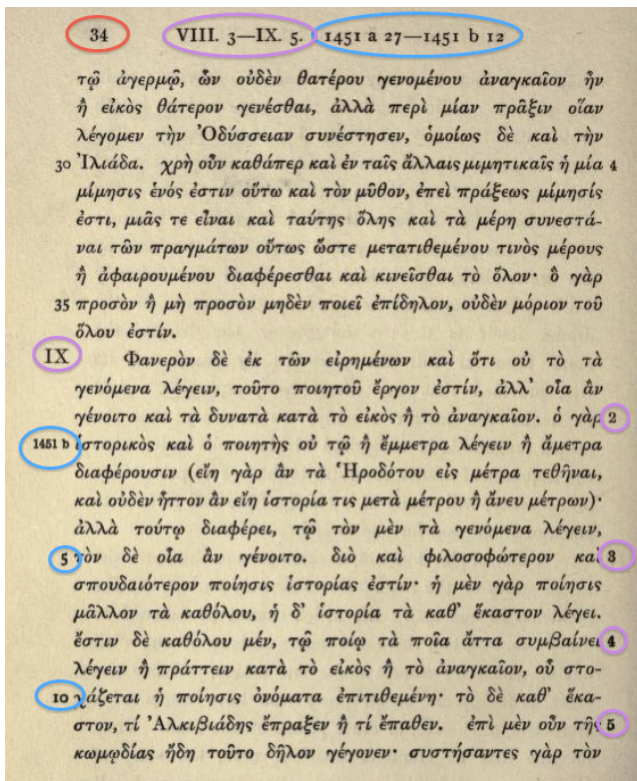 34 VIII. 3—IX. 5. 1451 a 27—1451 b 12
τῷ ἀγερμῷ, ὧν οὐδὲν θατέρου γενομένου ἀναγκαῖον ἦν
ἢ εἰκὸς θάτερον γενέσθαι, ἀλλὰ περὶ μίαν πρᾶξιν οἵαν
λέγομεν τὴν Ὀδύσσειαν συνέστησεν, ὁμοίως δὲ καὶ τὴν
30 Ἰλιάδα. χρὴ οὖν καθάπερ καὶ ἐν ταῖς ἄλλαις μιμητικαῖς ἡ μία 4
μίμησις ἑνός ἐστιν οὕτω καὶ τὸν μῦθον, ἐπεὶ πράξεως μίμησίς
ἐστι, μιᾶς τε εἶναι καὶ ταύτης ὅλης καὶ τὰ μέρη συνεστά-
ναι τῶν πραγμάτων οὕτως ὥστε μετατιθεμένου τινὸς μέρους
ἢ ἀφαιρουμένου διαφέρεσθαι καὶ κινεῖσθαι τὸ ὅλον· ὃ γὰρ
35 προσὸν ἢ μὴ προσὸν μηδὲν ποιεῖ ἐπίδηλον, οὐδὲν μόριον τοῦ
ὅλου ἐστίν.
IX Φανερὸν δὲ ἐκ τῶν εἰρημένων καὶ ὅτι οὐ τὸ τὰ
γενόμενα λέγειν, τοῦτο ποιητοῦ ἔργον ἐστίν, ἀλλ’ οἷα ἂν
γένοιτο καὶ τὰ δυνατὰ κατὰ τὸ εἰκὸς ἢ τὸ ἀναγκαῖον. ὁ γὰρ 2
1451 b ἱστορικὸς καὶ ὁ ποιητὴς οὐ τῷ ἢ ἔμμετρα λέγειν ἢ ἄμετρα
διαφέρουσιν (εἴη γὰρ ἂν τὰ Ἡροδότου εἰς μέτρα τεθῆναι,
καὶ οὐδὲν ἧττον ἂν εἴη ἱστορία τις μετὰ μέτρου ἢ ἄνευ μέτρων)·
ἀλλὰ τούτῳ διαφέρει, τῷ τὸν μὲν τὰ γενόμενα λέγειν,
5 τὸν δὲ οἷα ἂν γένοιτο. διὸ καὶ φιλοσοφώτερον καὶ 3
σπουδαιότερον ποίησις ἱστορίας ἐστίν· ἡ μὲν γὰρ ποίησις
μᾶλλον τὰ καθόλου, ἡ δ’ ἱστορία τὰ καθ’ ἕκαστον λέγει.
ἔστιν δὲ καθόλου μέν, τῷ ποίῳ τὰ ποῖα ἄττα συμβαίνει 4
λέγειν ἢ πράττειν κατὰ τὸ εἰκὸς ἢ τὸ ἀναγκαῖον, οὗ στο-
10 χάζεται ἡ ποίησις ὀνόματα ἐπιτιθεμένη· τὸ δὲ καθ’ ἕκα-
στον, τί Ἀλκιβιάδης ἔπραξεν ἢ τί ἔπαθεν. ἐπὶ μὲν οὖν τῆς 5
κωμῳδίας ἤδη τοῦτο δῆλον γέγονεν· συστήσαντες γὰρ τὸν